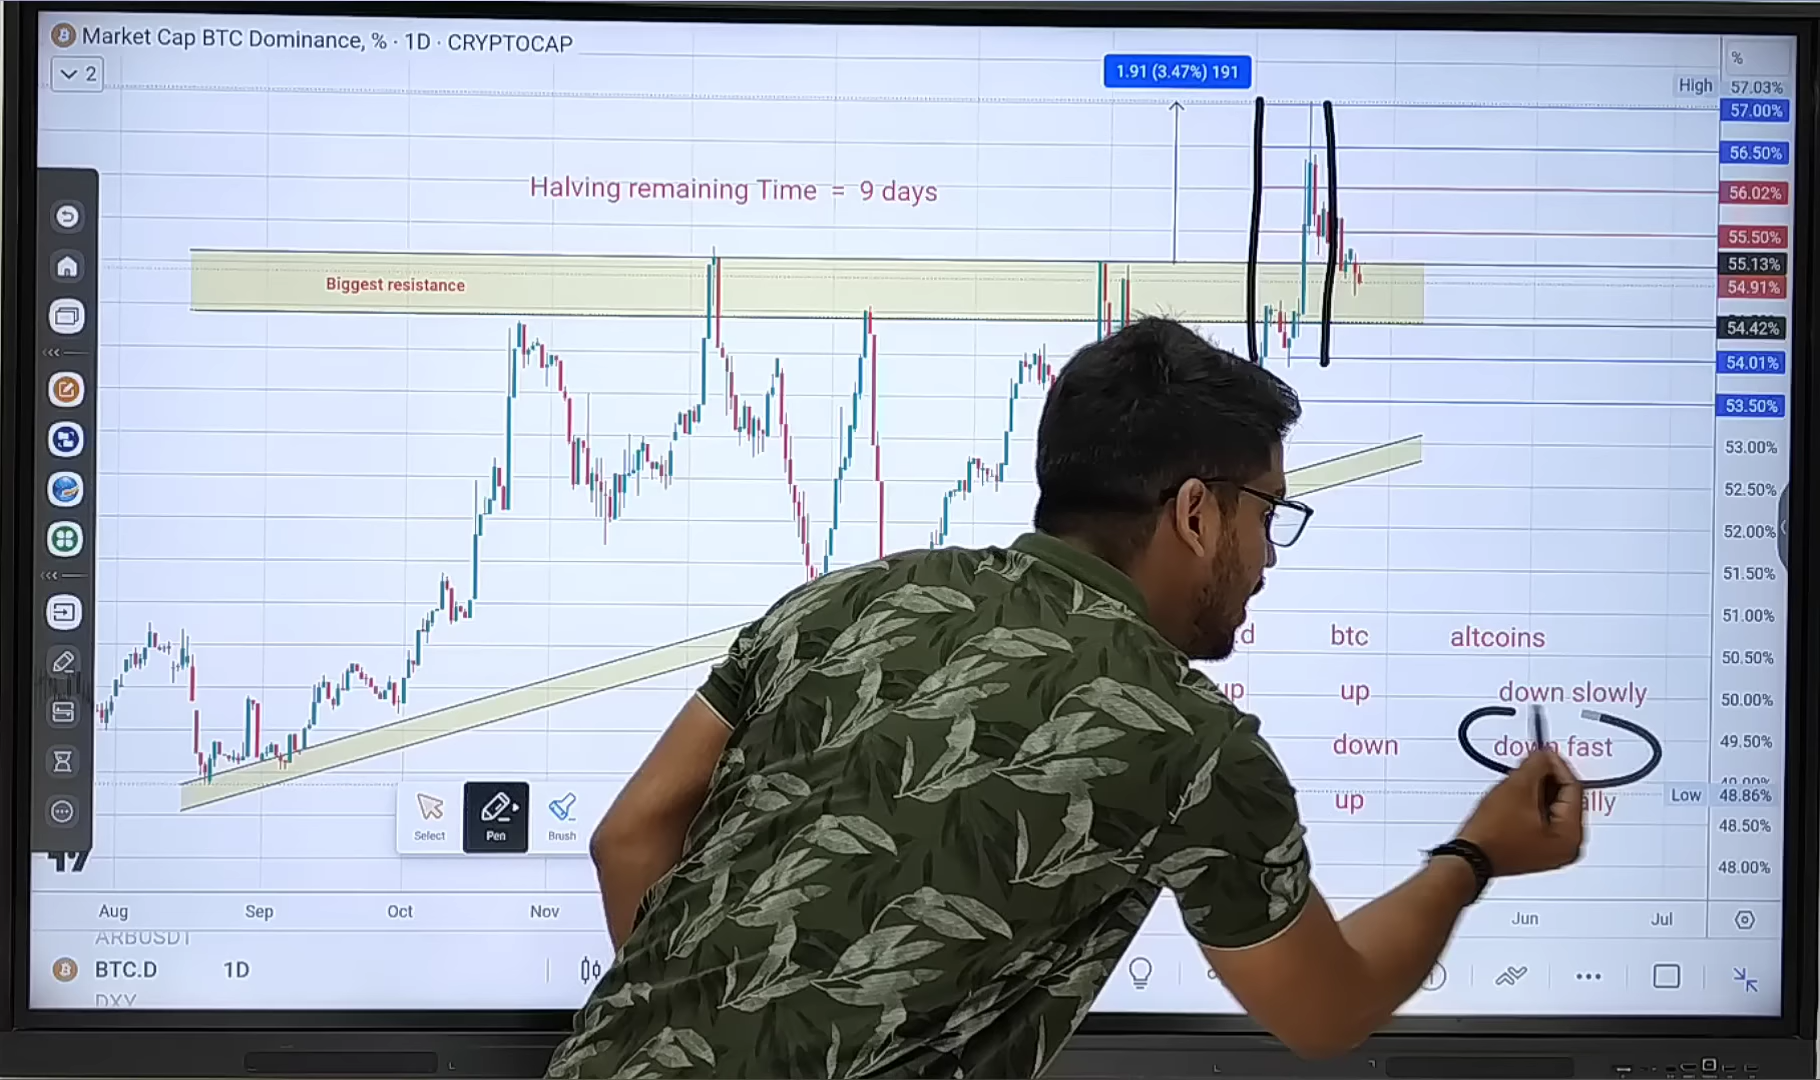 Market Cap BTC Dominance, % · 1D · CRYPTOCAP
2
%
1.91 (3.47%) 191
High 57.03%
57.00%
56.50%
Halving remaining Time = 9 days
56.02%
55.50%
55.13%
Biggest resistance
54.91%
54.42%
54.01%
53.50%
53.00%
52.50%
52.00%
51.50%
51.00%
.d btc altcoins
50.50%
up up down slowly
50.00%
down down fast
49.50%
Low 48.86%
up
48.50%
Select Pen Brush
48.00%
Aug Sep Oct Nov Jun Jul
ARBUSDT
BTC.D 1D
DXY